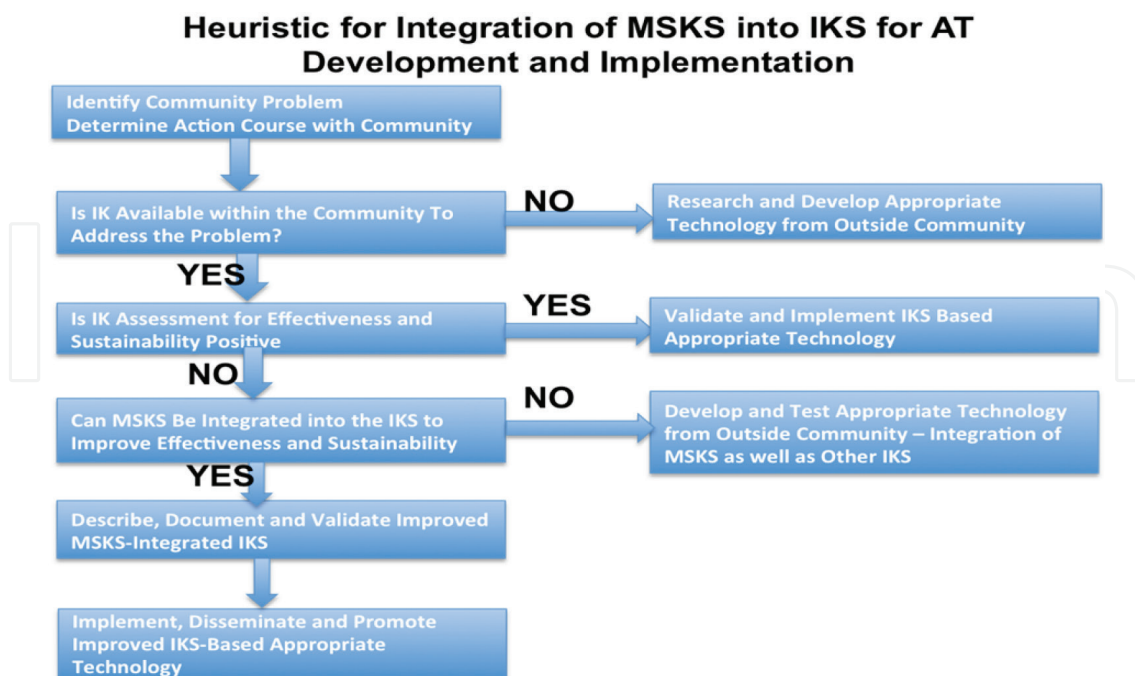 Heuristic for Integration of MSKS into IKS for AT
Development and Implementation
Identify Community Problem
Determine Action Course with Community
Is IK Available within the Community To
Address the Problem?
NO
Research and Develop Appropriate
Technology from Outside Community
YES
Is IK Assessment for Effectiveness and
Sustainability Positive
YES
Validate and Implement IKS Based
Appropriate Technology
NO
Can MSKS Be Integrated into the IKS to
Improve Effectiveness and Sustainability
NO
Develop and Test Appropriate Technology
from Outside Community – Integration of
MSKS as well as Other IKS
YES
Describe, Document and Validate Improved
MSKS-Integrated IKS
Implement, Disseminate and Promote
Improved IKS-Based Appropriate
Technology